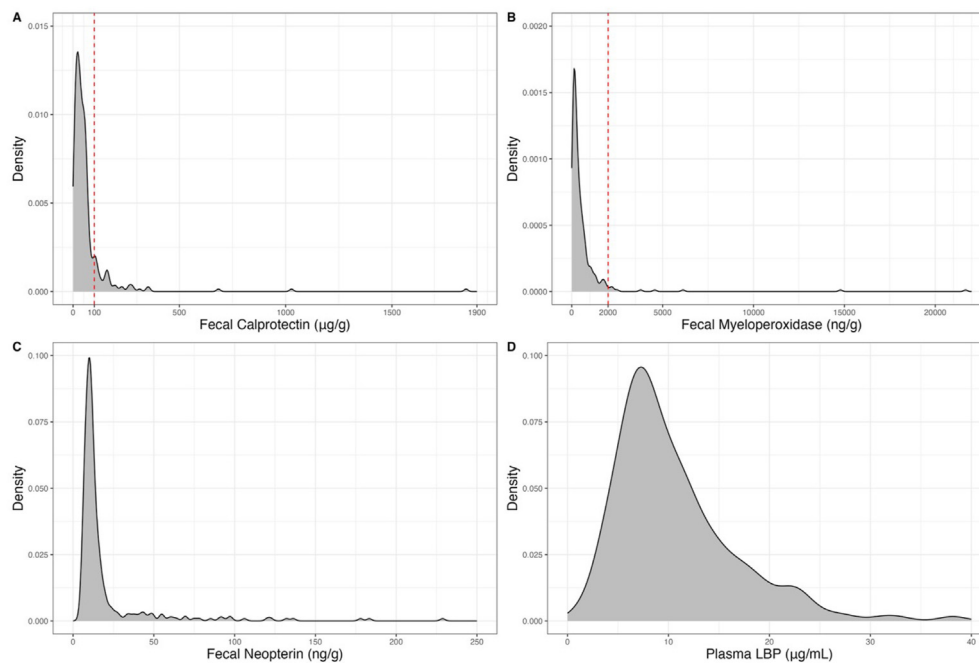 A
B
0.015
0.010
0.005
0.000
Density
0 100 500 1000 1500 1900
Fecal Calprotectin (µg/g)
0.0020
0.0015
0.0010
0.0005
0.0000
Density
0 2000 5000 10000 15000 20000
Fecal Myeloperoxidase (ng/g)
C
D
0.100
0.075
0.050
0.025
0.000
Density
0 50 100 150 200 250
Fecal Neopterin (ng/g)
0.100
0.075
0.050
0.025
0.000
Density
0 10 20 30 40
Plasma LBP (µg/mL)